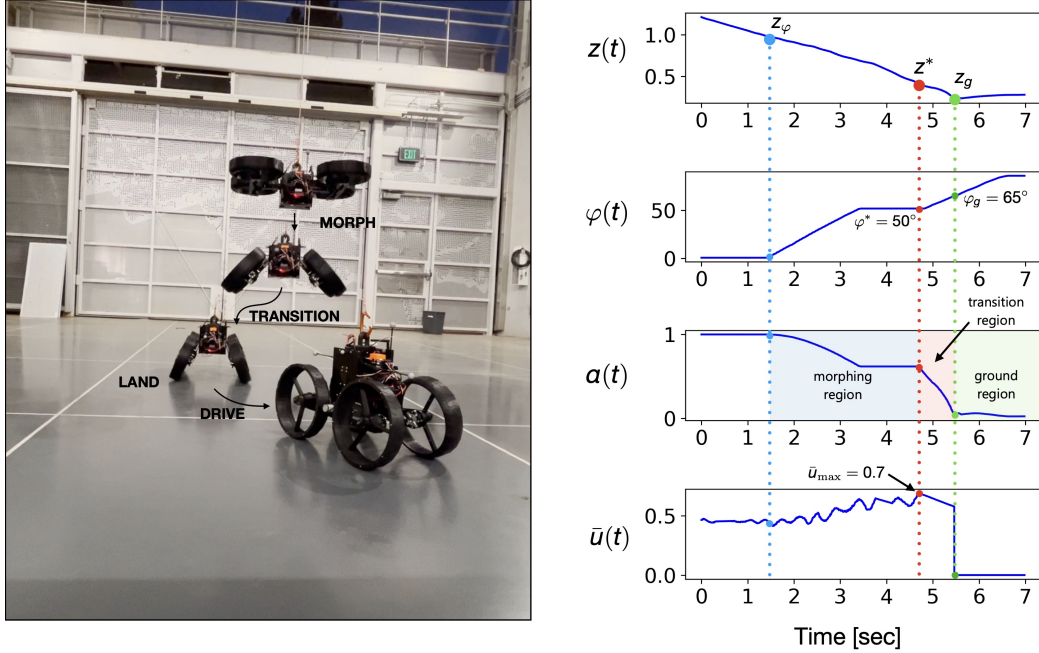 EXIT
MORPH
TRANSITION
LAND
DRIVE
z(t)
1.0
0.5
z_φ
z*
z_g
0 1 2 3 4 5 6 7
φ(t)
50
0
φ* = 50°
φ_g = 65°
0 1 2 3 4 5 6 7
a(t)
1
0
morphing
region
transition
region
ground
region
0 1 2 3 4 5 6 7
ū(t)
0.5
0.0
ū_max = 0.7
0 1 2 3 4 5 6 7
Time [sec]